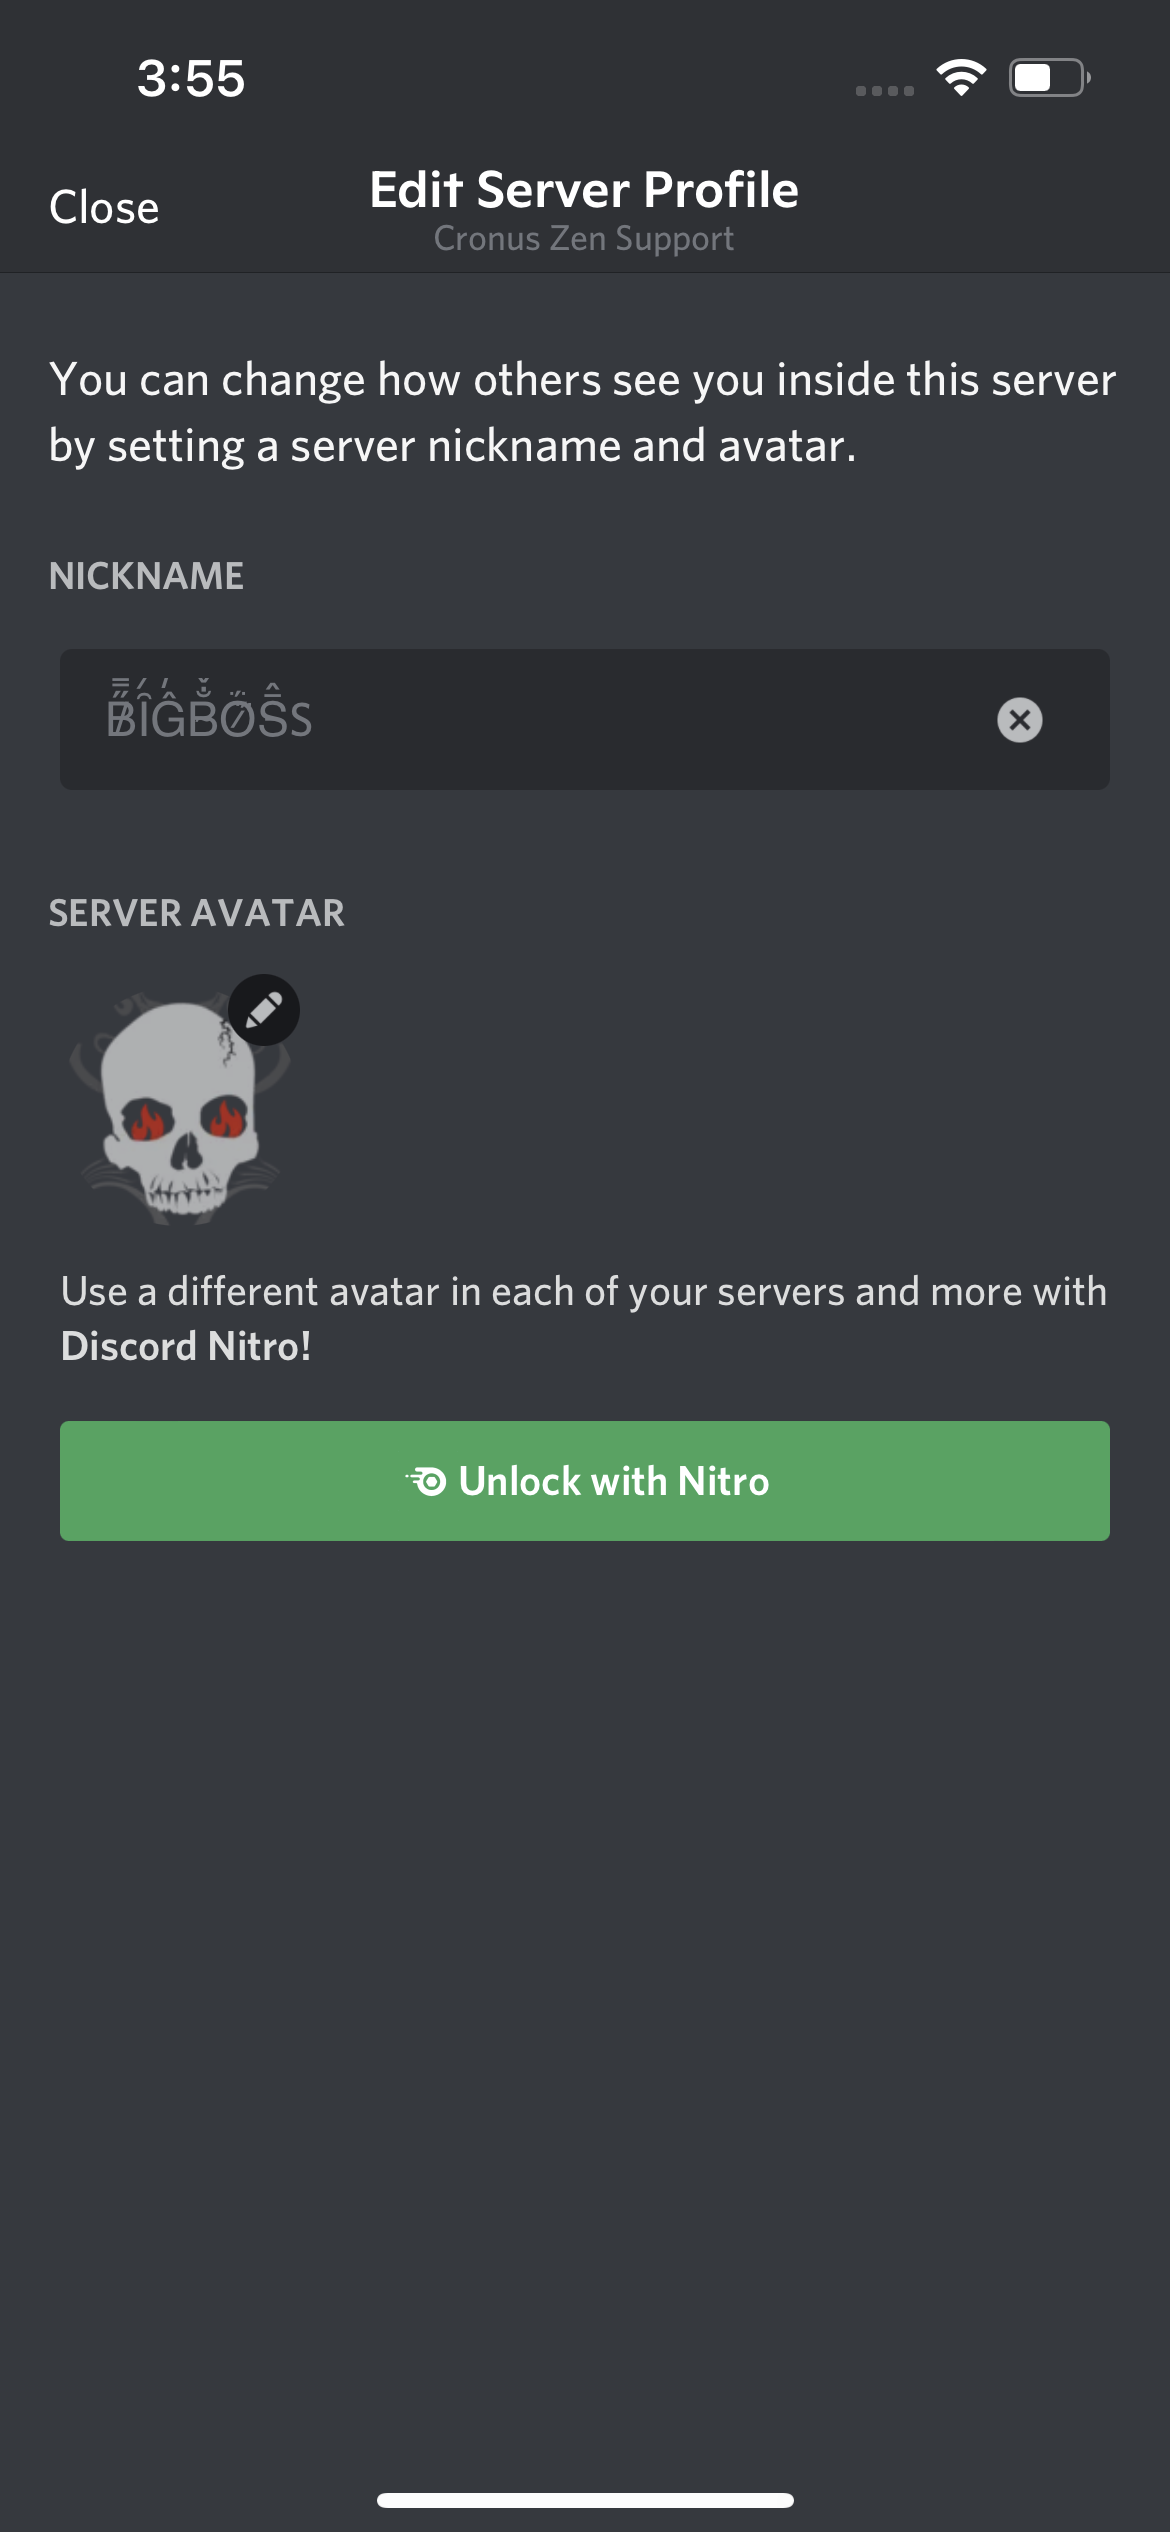 3:55
Close
Edit Server Profile
Cronus Zen Support
You can change how others see you inside this server
by setting a server nickname and avatar.
NICKNAME
SERVER AVATAR
Use a different avatar in each of your servers and more with
Discord Nitro!
Unlock with Nitro